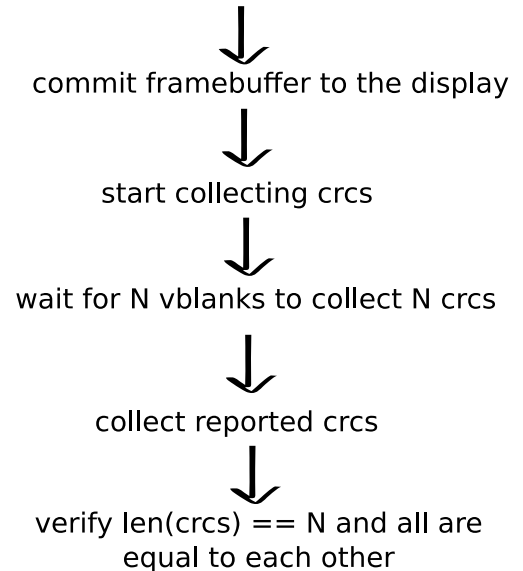 commit framebuffer to the display
start collecting crcs
wait for N vblanks to collect N crcs
collect reported crcs
verify len(crcs) == N and all are
equal to each other